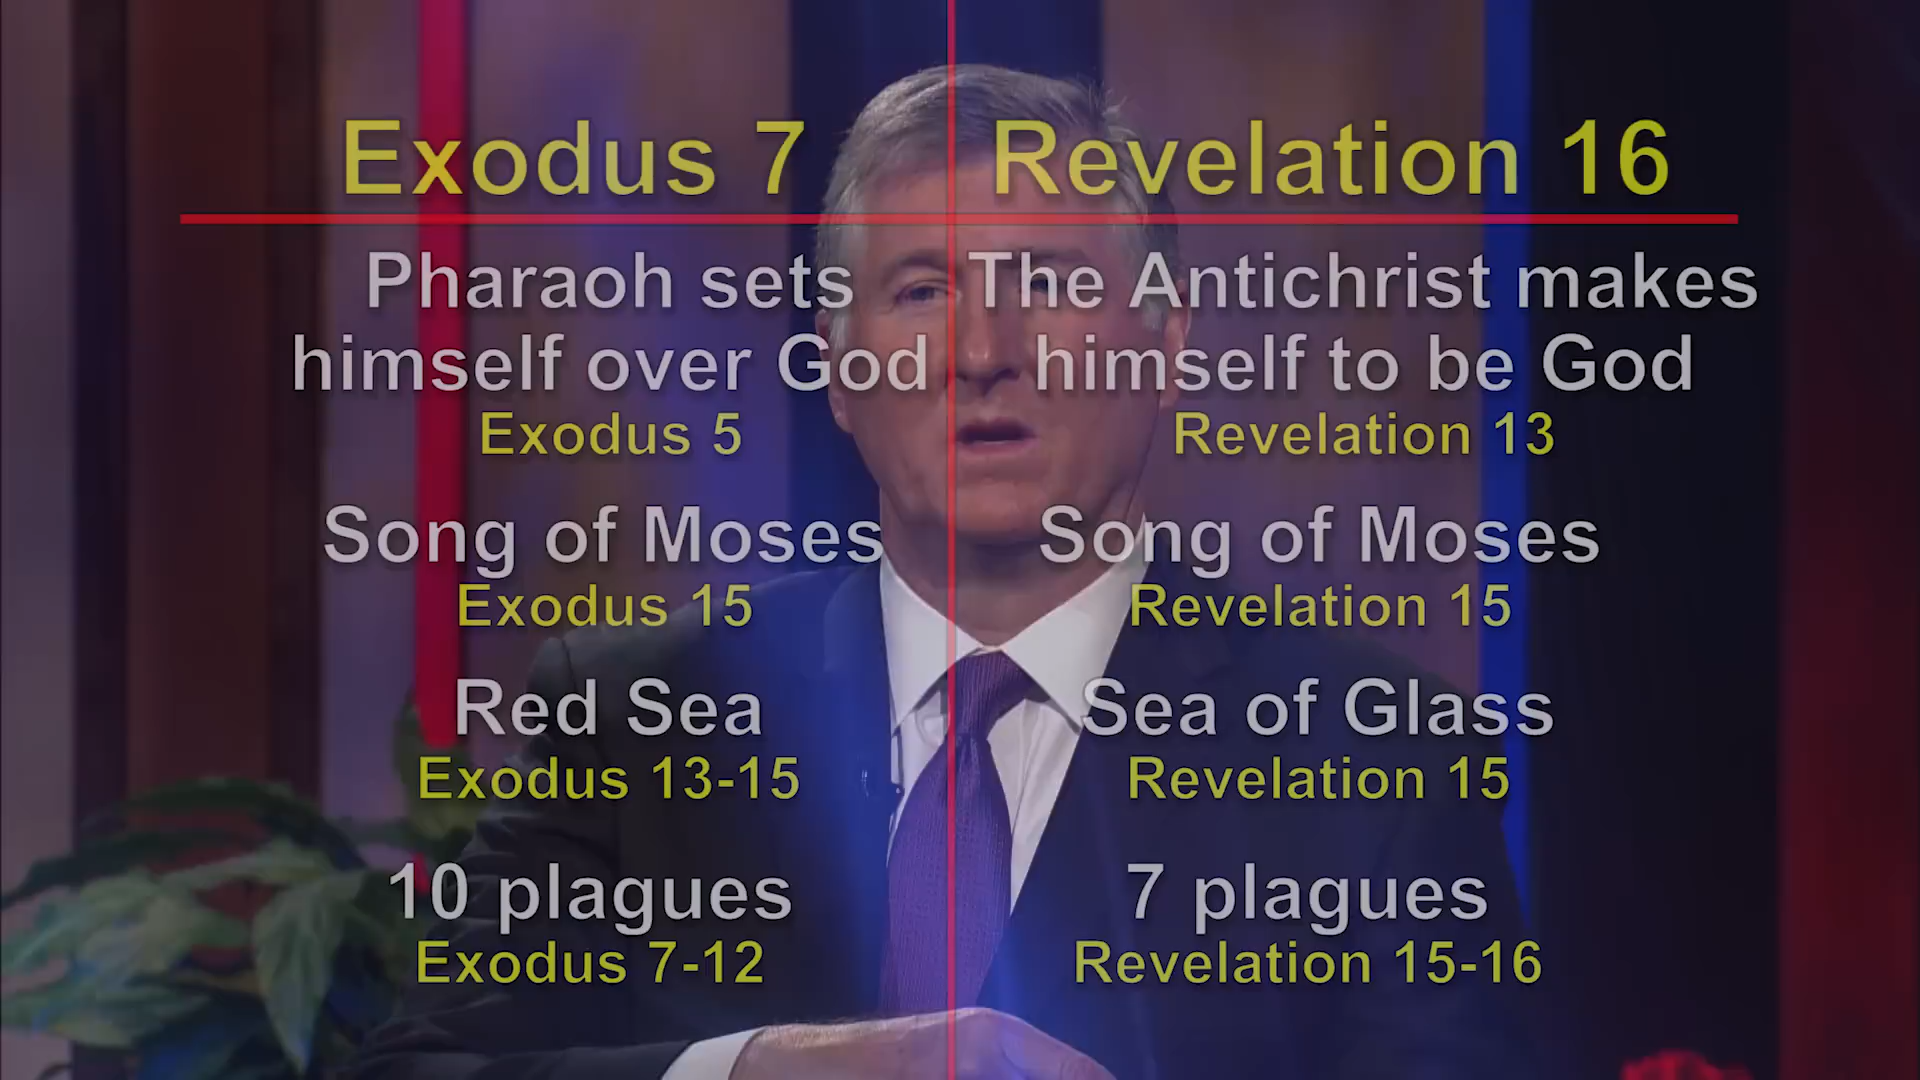 Exodus 7
Revelation 16
Pharaoh sets
himself over God
Exodus 5
The Antichrist makes
himself to be God
Revelation 13
Song of Moses
Exodus 15
Song of Moses
Revelation 15
Red Sea
Exodus 13-15
Sea of Glass
Revelation 15
10 plagues
Exodus 7-12
7 plagues
Revelation 15-16